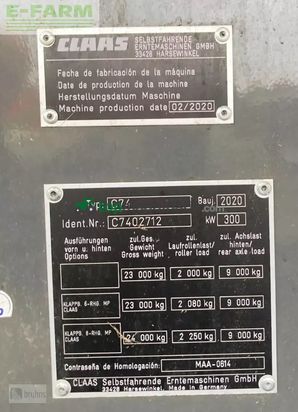 E-FARM
CLAAS SELBSTFAHRENDE
ERNTEMASCHINEN GMBH
33428 HARSEWINKEL
Fecha de fabricación de la máquina
Date de production de la machine
Herstellungsdatum Maschine
Machine production date 02/2020
Typ: C74 Bauj. 2020
Ident.Nr.: C7402712 kW 300
Ausführungen vorn u. hinten Options
zul.Ges. Gewicht Gross weight
zul. Laufrollenlast/ roller load
zul. Achslast hinten/ rear axle load
23 000 kg 2 000 kg 9 000 kg
KLAPPB. 6-RHG. MP CLAAS 23 000 kg 2 080 kg 9 000 kg
KLAPPB. 8-RHG. MP CLAAS 24 000 kg 2 250 kg 9 000 kg
Contraseña de Homologación: MAA-0614
CLAAS Selbstfahrende Erntemaschinen GmbH
33428 Harsewinkel Made in Germany
bruhns